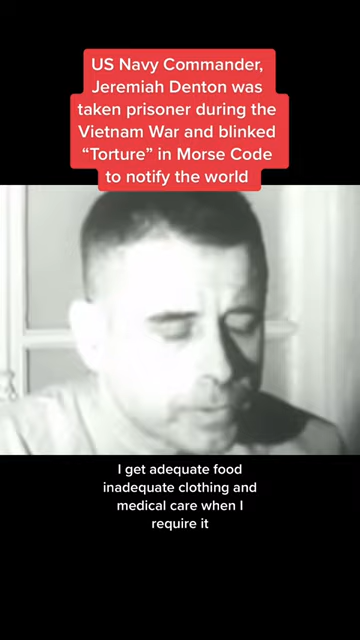 US Navy Commander,
Jeremiah Denton was
taken prisoner during the
Vietnam War and blinked
“Torture” in Morse Code
to notify the world
I get adequate food
inadequate clothing and
medical care when I
require it